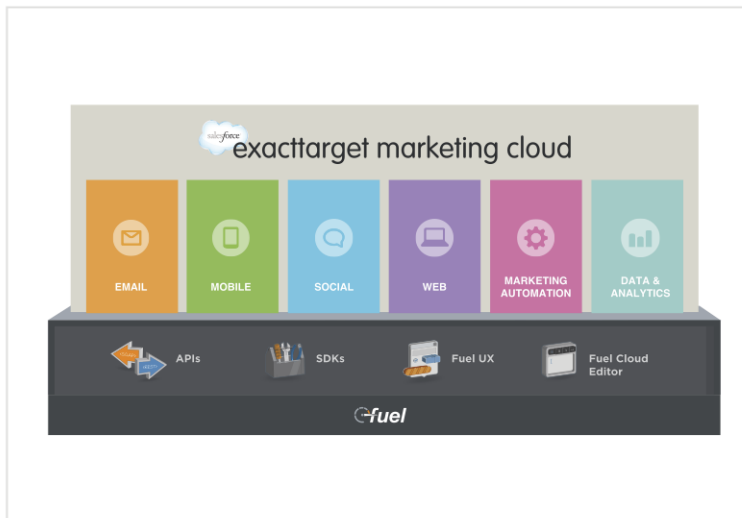 salesforce
exacttarget marketing cloud
EMAIL
MOBILE
SOCIAL
WEB
MARKETING
AUTOMATION
DATA &
ANALYTICS
APIs
SDKs
Fuel UX
Fuel Cloud
Editor
fuel